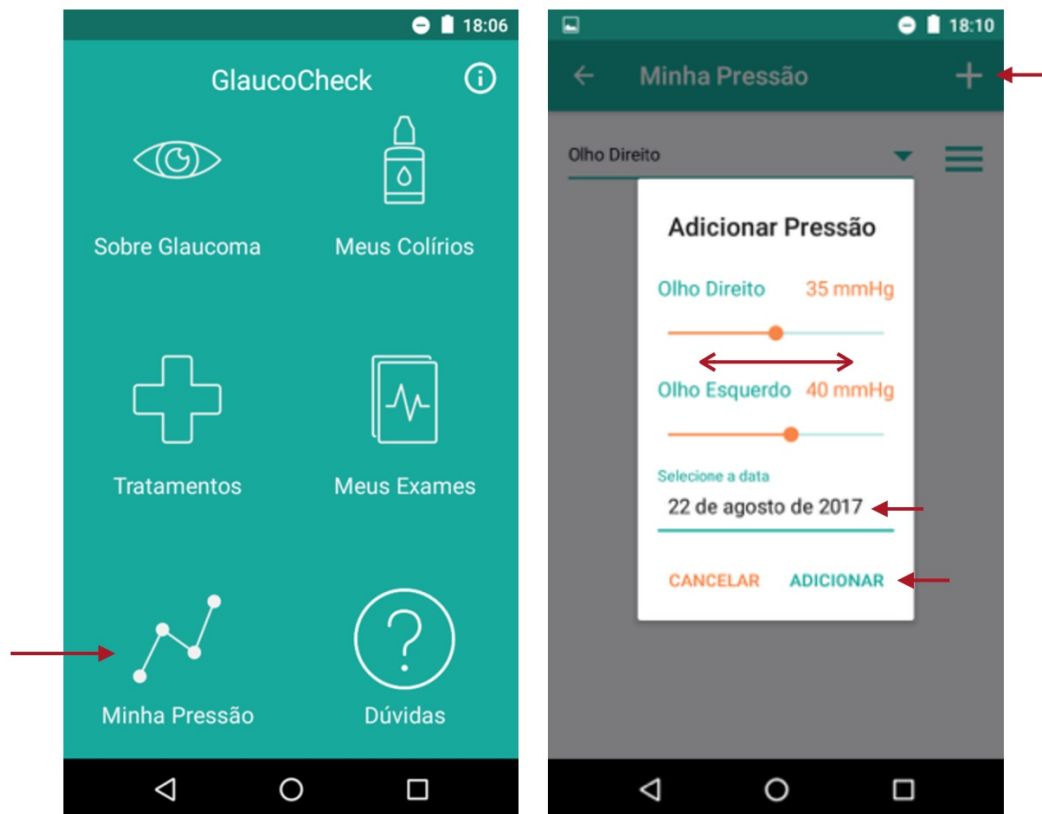 18:06
GlaucoCheck
Sobre Glaucoma
Meus Colírios
Tratamentos
Meus Exames
Minha Pressão
Dúvidas
18:10
Minha Pressão
Olho Direito
Adicionar Pressão
Olho Direito 35 mmHg
Olho Esquerdo 40 mmHg
Selecione a data
22 de agosto de 2017
CANCELAR ADICIONAR